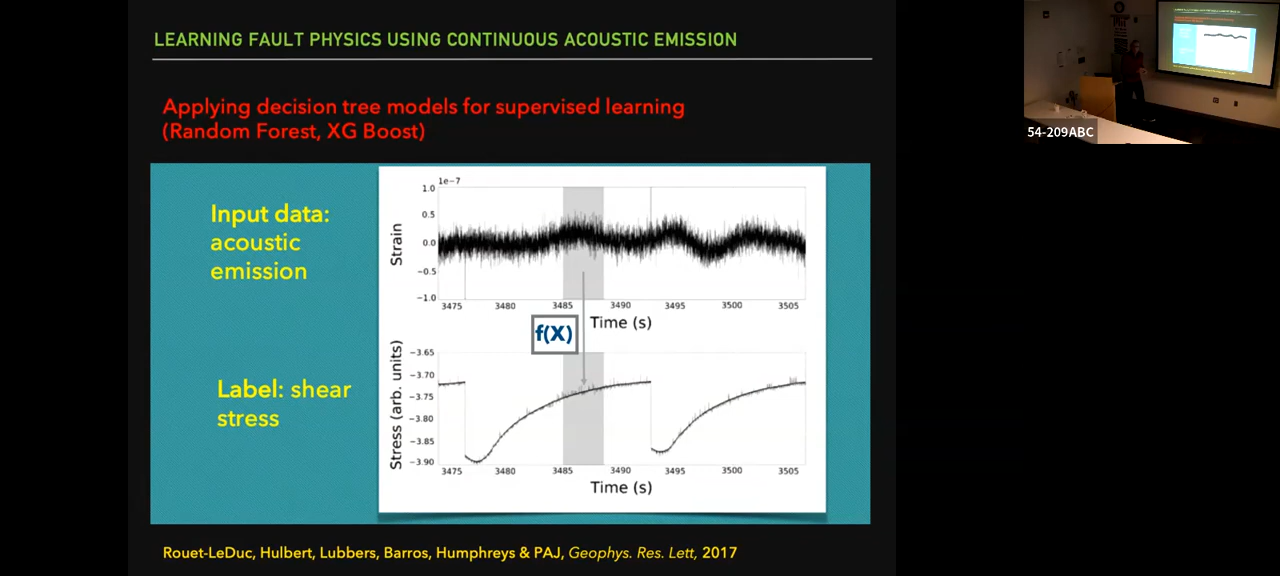 LEARNING FAULT PHYSICS USING CONTINUOUS ACOUSTIC EMISSION
Applying decision tree models for supervised learning
(Random Forest, XG Boost)
54-209ABC
Input data:
acoustic
emission
1e-7
1.0
0.5
0.0
−0.5
−1.0
Strain
3475 3480 3485 3490 3495 3500 3505
Time (s)
f(X)
Label: shear
stress
−3.65
−3.70
−3.75
−3.80
−3.85
−3.90
Stress (arb. units)
3475 3480 3485 3490 3495 3500 3505
Time (s)
Rouet-LeDuc, Hulbert, Lubbers, Barros, Humphreys & PAJ, Geophys. Res. Lett, 2017